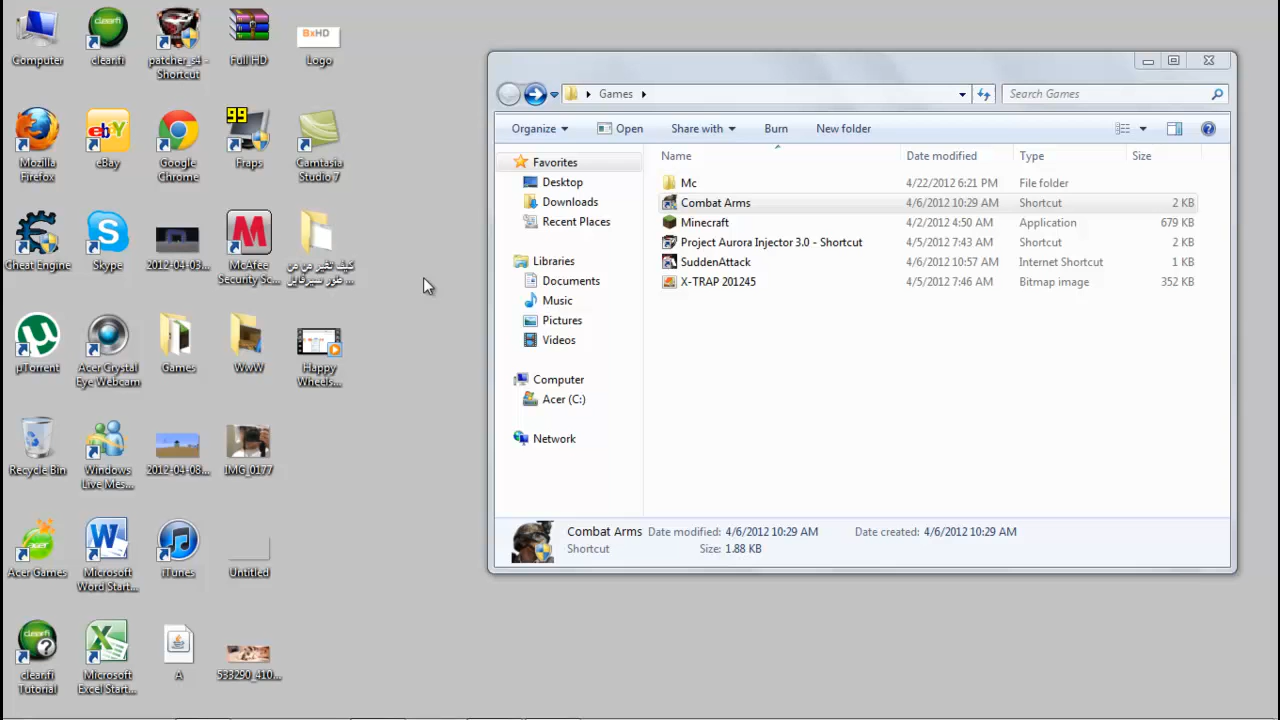 Computer
clear.fi
patcher_s4 -
Shortcut
Full HD
BxHD
Logo
Mozilla
Firefox
ebY
eBay
Google
Chrome
99
Fraps
Camtasia
Studio 7
Cheat Engine
Skype
2012-04-03...
McAfee
Security Sc...
µTorrent
Acer Crystal
Eye Webcam
Games
WwW
Happy
Wheels...
Recycle Bin
Windows
Live Mes...
2012-04-08...
IMG_0177
Acer Games
Microsoft
Word Start...
iTunes
Untitled
clear.fi
Tutorial
Microsoft
Excel Start...
A
533290_410...
Games
Search Games
Organize
Open
Share with
Burn
New folder
Name
Date modified
Type
Size
Favorites
Desktop
Downloads
Recent Places
Libraries
Documents
Music
Pictures
Videos
Computer
Acer (C:)
Network
Mc 4/22/2012 6:21 PM File folder
Combat Arms 4/6/2012 10:29 AM Shortcut 2 KB
Minecraft 4/2/2012 4:50 AM Application 679 KB
Project Aurora Injector 3.0 - Shortcut 4/5/2012 7:43 AM Shortcut 2 KB
SuddenAttack 4/6/2012 10:57 AM Internet Shortcut 1 KB
X-TRAP 201245 4/5/2012 7:46 AM Bitmap image 352 KB
Combat Arms Date modified: 4/6/2012 10:29 AM Date created: 4/6/2012 10:29 AM
Shortcut Size: 1.88 KB